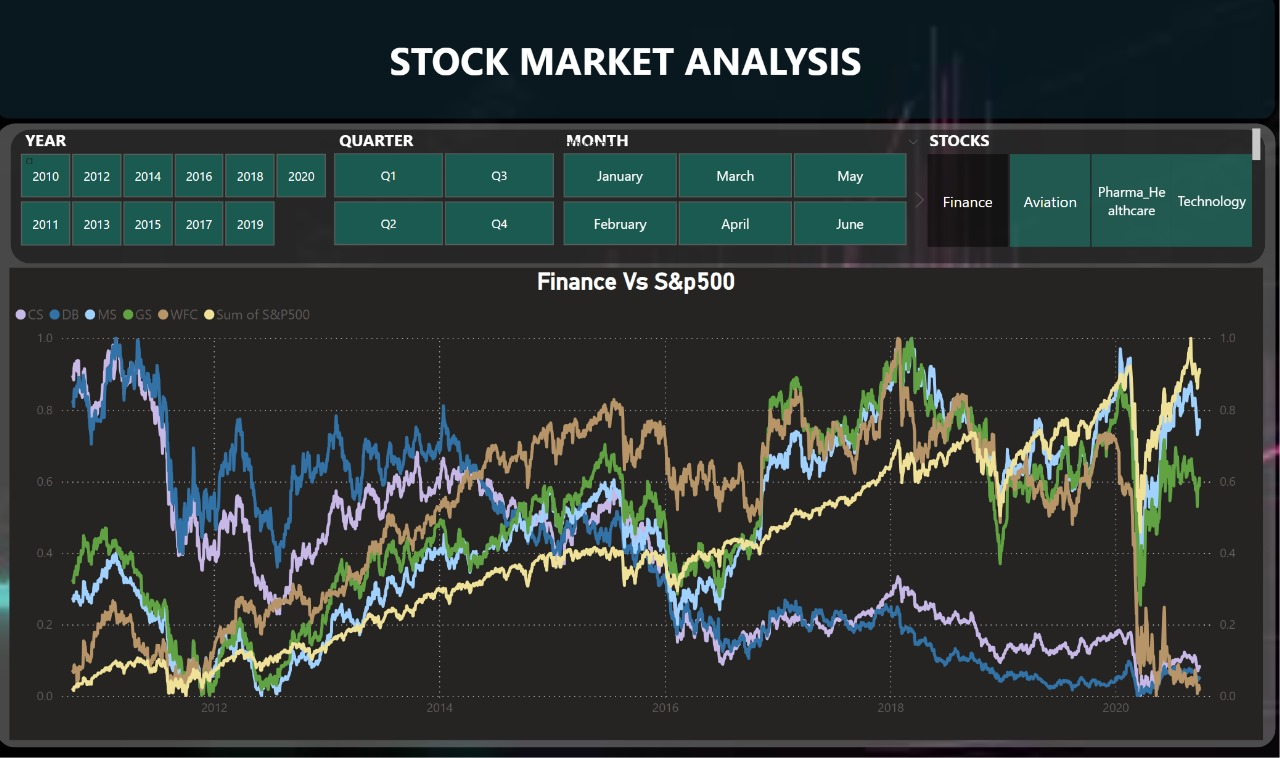 STOCK MARKET ANALYSIS
YEAR
QUARTER
MONTH
STOCKS
2010 2012 2014 2016 2018 2020
2011 2013 2015 2017 2019
Q1 Q3
Q2 Q4
January March May
February April June
Finance
Aviation
Pharma_He
althcare
Technology
Finance Vs S&p500
CS DB MS GS WFC Sum of S&P500
1.0 1.0
0.8 0.8
0.6 0.6
0.4 0.4
0.2 0.2
0.0 0.0
2012 2014 2016 2018 2020